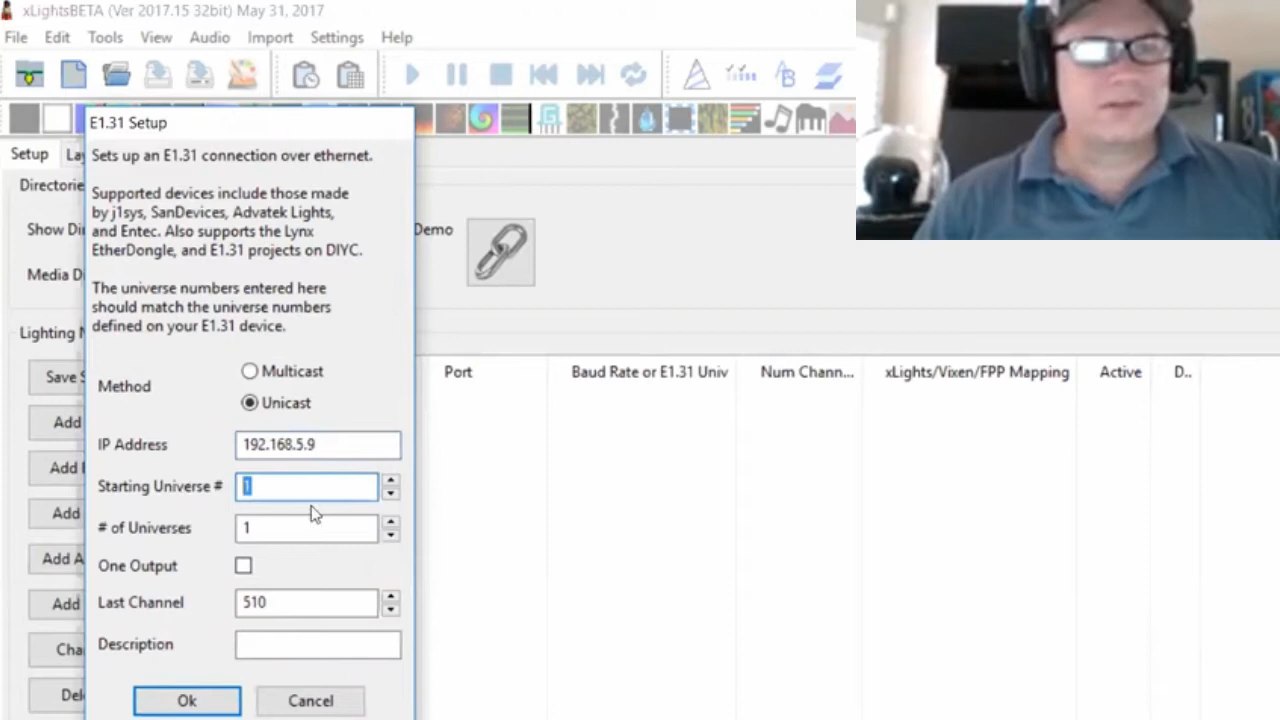 xLightsBETA (Ver 2017.15 32bit) May 31, 2017
File Edit Tools View Audio Import Settings Help
E1.31 Setup
Setup
Sets up an E1.31 connection over ethernet.
Directories
Supported devices include those made
by j1sys, SanDevices, Advatek Lights,
and Entec. Also supports the Lynx
EtherDongle, and E1.31 projects on DIYC.
Show Demo
Media
The universe numbers entered here
should match the universe numbers
defined on your E1.31 device.
Lighting
Port Baud Rate or E1.31 Univ Num Chann... xLights/Vixen/FPP Mapping Active D..
Save
Method
Multicast
Unicast
Add
IP Address 192.168.5.9
Add
Starting Universe # 1
Add
# of Universes 1
Add
One Output
Add
Last Channel 510
Description
Ok Cancel